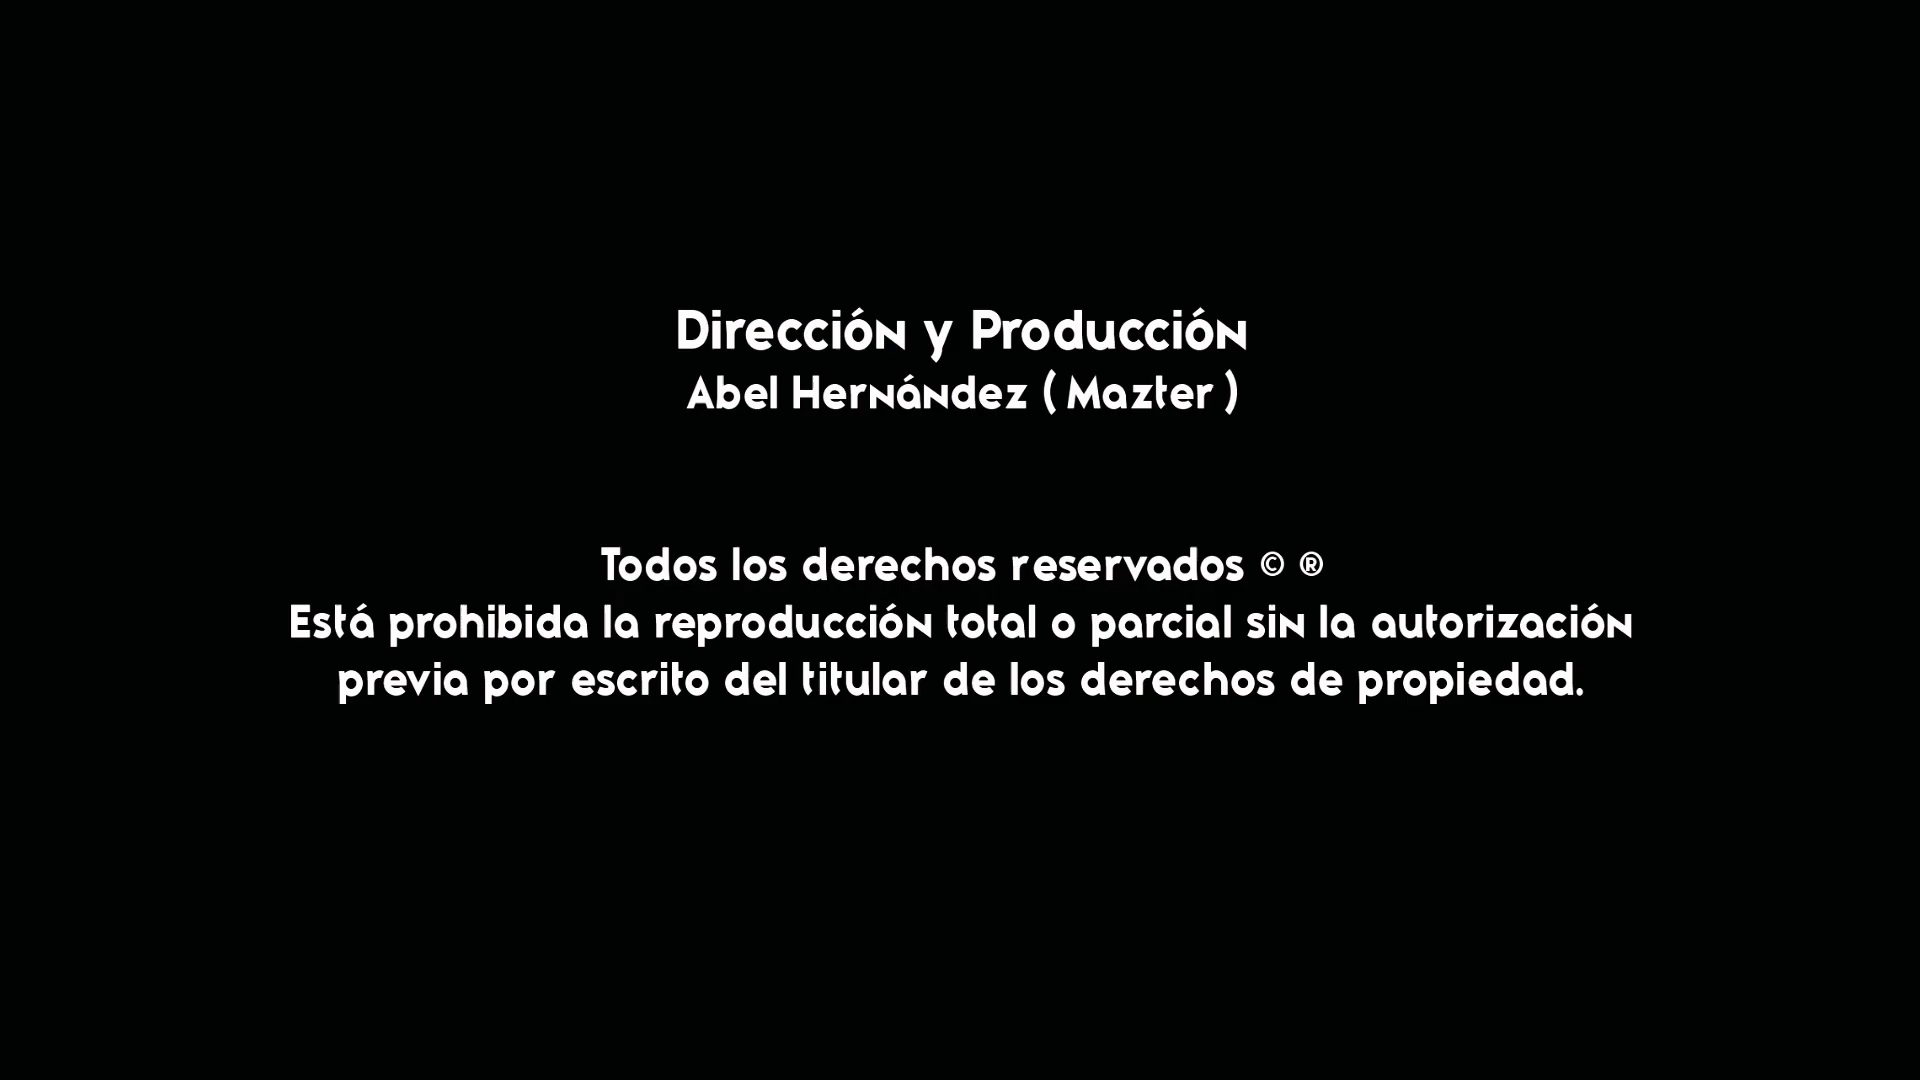 Dirección y Producción
Abel Hernández ( Mazter )
Todos los derechos reservados © ®
Está prohibida la reproducción total o parcial sin la autorización
previa por escrito del titular de los derechos de propiedad.